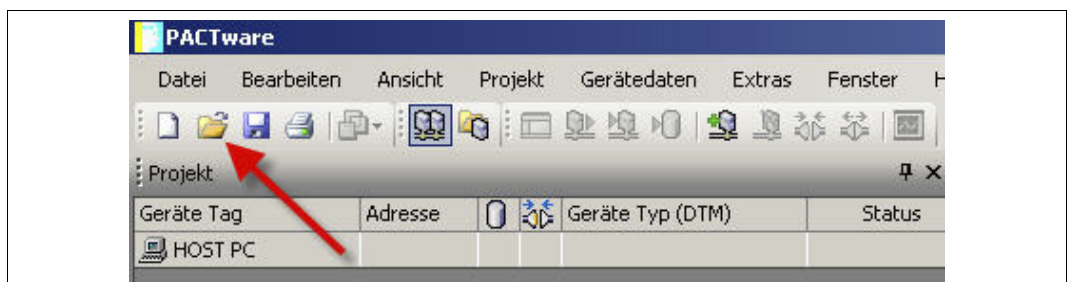 PACTware
Datei Bearbeiten Ansicht Projekt Gerätedaten Extras Fenster H
Projekt
Geräte Tag Adresse Geräte Typ (DTM) Status
HOST PC